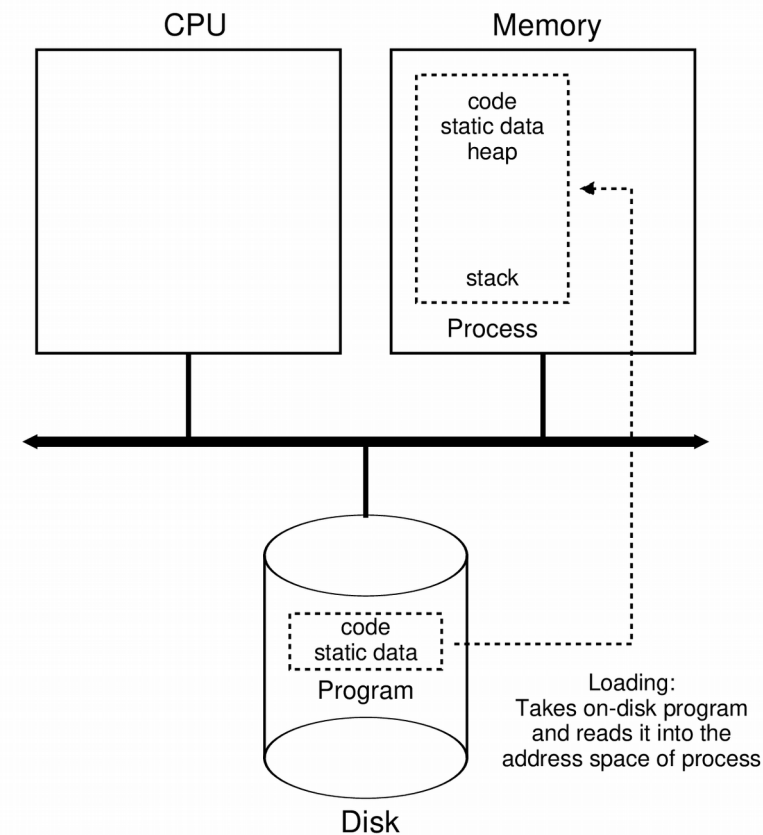 CPU
Memory
code
static data
heap
stack
Process
code
static data
Program
Loading:
Takes on-disk program
and reads it into the
address space of process
Disk